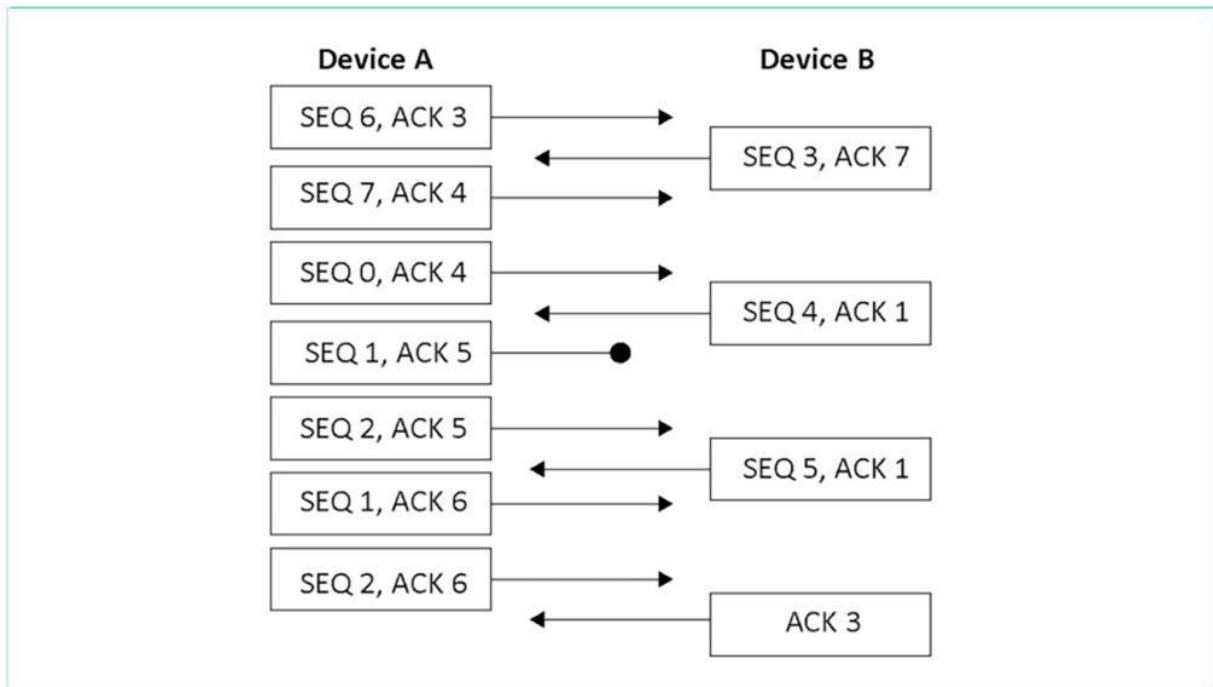 Device A
Device B
SEQ 6, ACK 3
SEQ 3, ACK 7
SEQ 7, ACK 4
SEQ 0, ACK 4
SEQ 4, ACK 1
SEQ 1, ACK 5
SEQ 2, ACK 5
SEQ 5, ACK 1
SEQ 1, ACK 6
SEQ 2, ACK 6
ACK 3